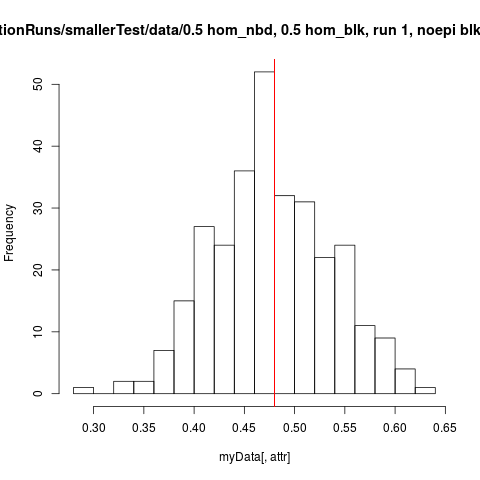 tionRuns/smallerTest/data/0.5 hom_nbd, 0.5 hom_blk, run 1, noepi blk
Frequency
50
40
30
20
10
0
0.30 0.35 0.40 0.45 0.50 0.55 0.60 0.65
myData[, attr]